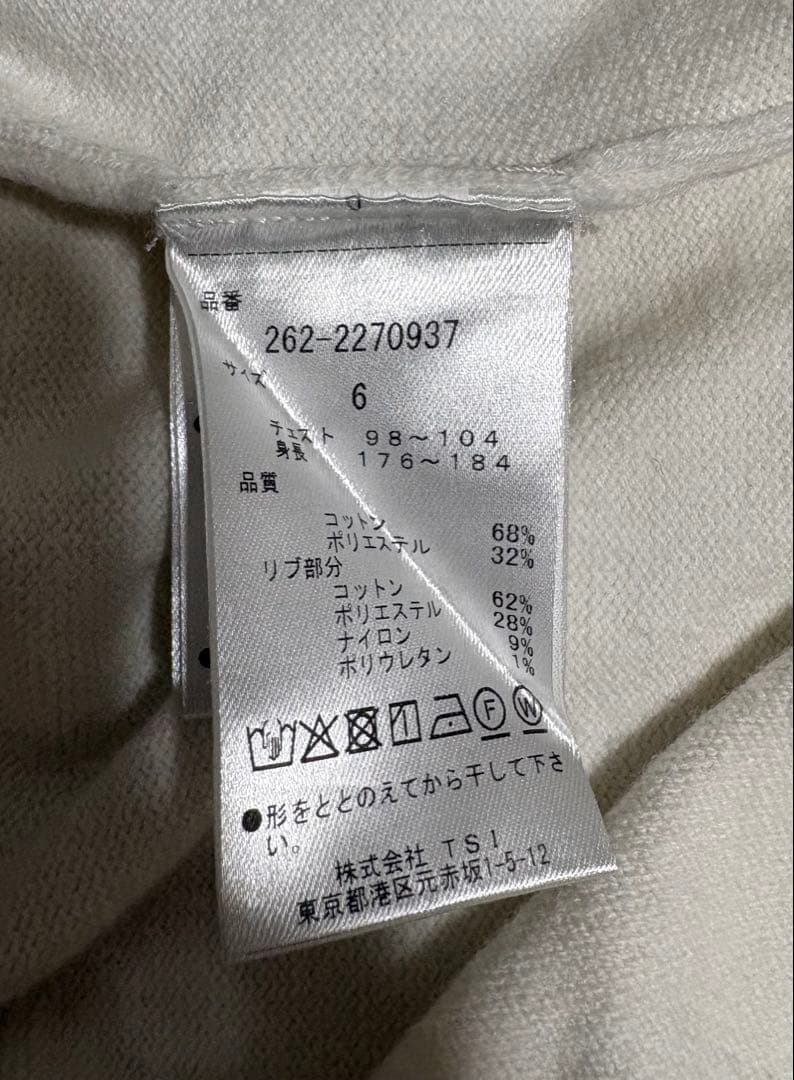 品番
262-2270937
サイズ
6
チェスト 98~104
身長 176~184
品質
コットン 68%
ポリエステル 32%
リブ部分
コットン 62%
ポリエステル 28%
ナイロン 9%
ポリウレタン 1%
F W
●形をととのえてから干して下さ
い。
株式会社 TSI
東京都港区元赤坂1-5-12